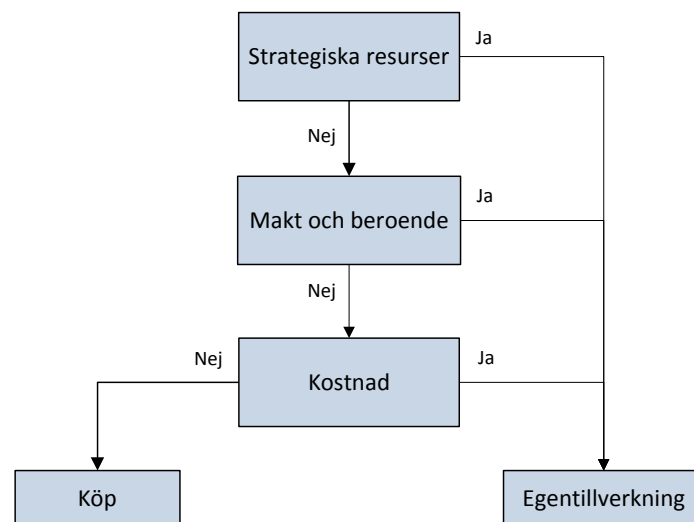 Strategiska resurser
Ja
Nej
Makt och beroende
Ja
Nej
Nej
Kostnad
Ja
Köp
Egentillverkning